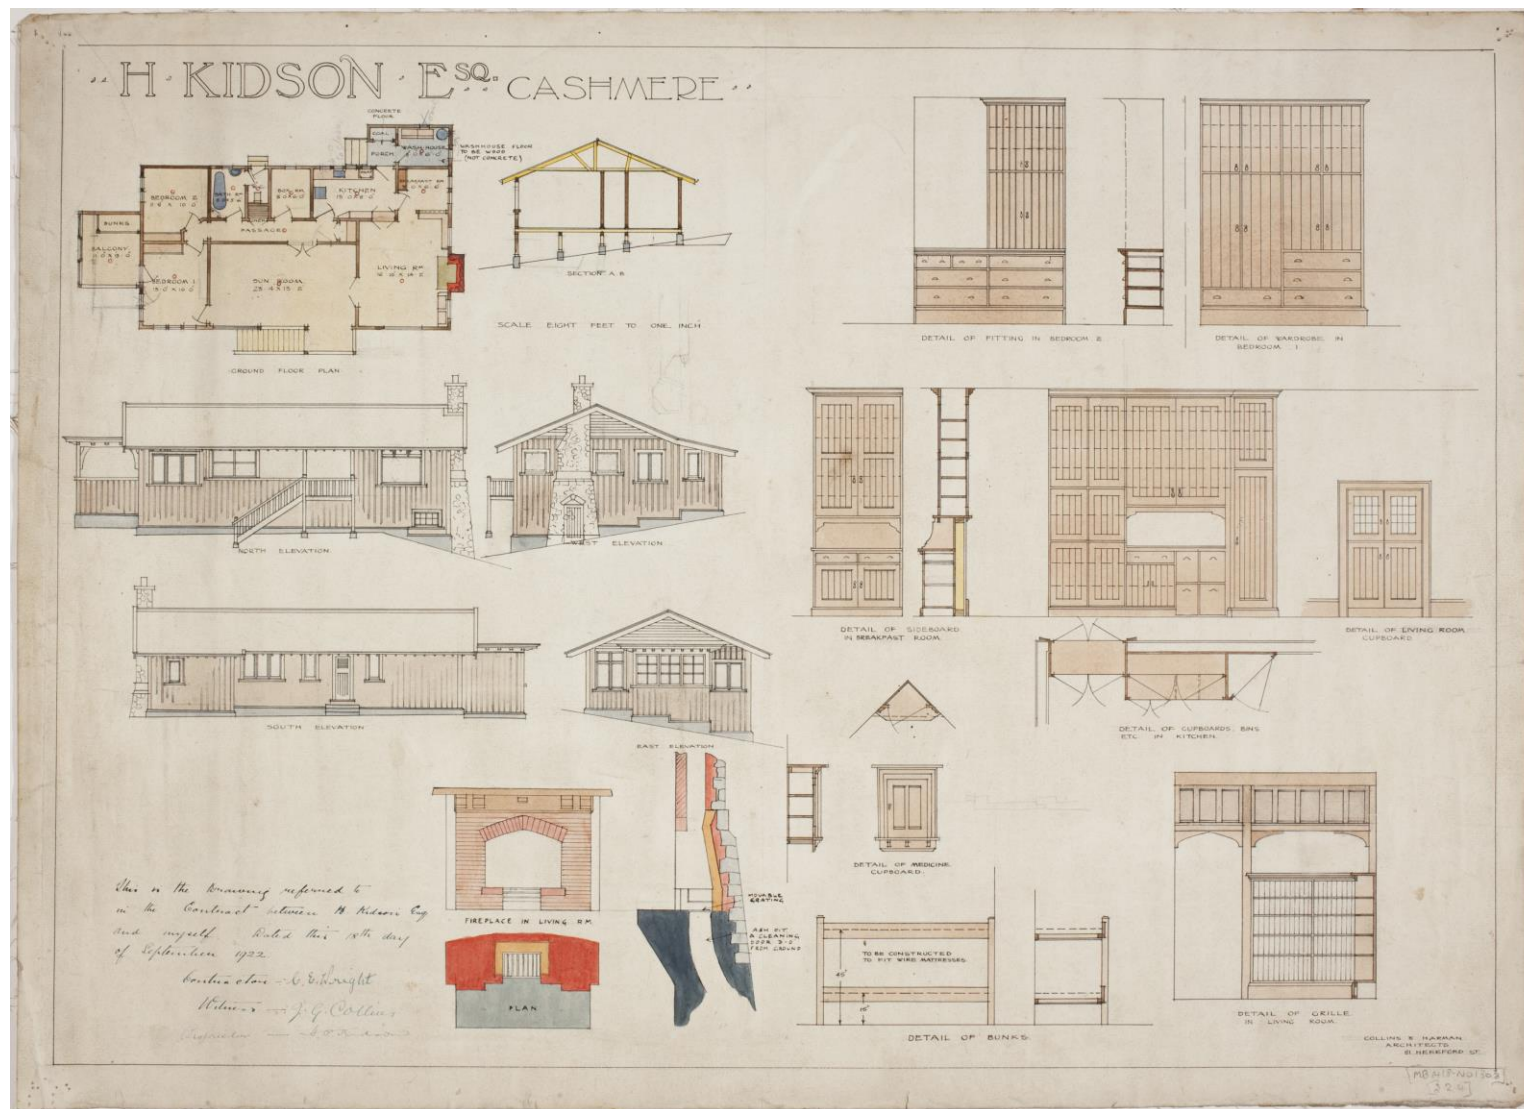 H. KIDSON. ESQ. CASHMERE.
CONCRETE
FLOOR
COAL
WASH HOUSE
PORCH
WASHHOUSE FLOOR
TO BE WOOD
(NOT CONCRETE)
BEDROOM 2
BOX RM
KITCHEN
BREAKFAST RM
BUNKS
PASSAGE
BALCONY
BEDROOM 1
SUN ROOM
LIVING RM
GROUND FLOOR PLAN
SECTION A.B.
SCALE EIGHT FEET TO ONE INCH
DETAIL OF FITTING IN BEDROOM 2
DETAIL OF WARDROBE IN
BEDROOM 1
NORTH ELEVATION
ELEVATION
SOUTH ELEVATION
EAST ELEVATION
DETAIL OF SIDEBOARD
IN BREAKFAST ROOM
DETAIL OF LIVING ROOM
CUPBOARD
DETAIL OF CUPBOARDS, BINS
ETC IN KITCHEN.
DETAIL OF MEDICINE
CUPBOARD.
FIREPLACE IN LIVING RM.
PLAN
MOVABLE
GRATING
ASH PIT
& CLEANING
DOOR 3'-0"
FROM GROUND
TO BE CONSTRUCTED
TO FIT WIRE MATTRESSES.
DETAIL OF BUNKS.
DETAIL OF GRILLE
IN LIVING ROOM.
This is the Drawing referred to
in the Contract between H Kidson Esq
and myself. Dated this day
of September 1922
Contractor - C. E. Wright
Witness - J. G. Collins
COLLINS & HARMAN
ARCHITECTS
HEREFORD ST.